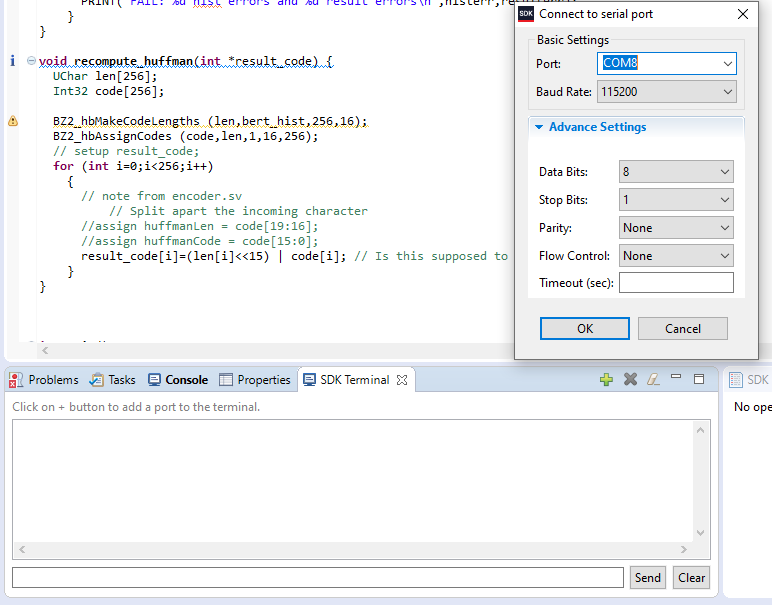 PRINT("FAIL: %d hist errors and %d result errors\n",histerr,resulterr);
}
}
void recompute_huffman(int *result_code) {
UChar len[256];
Int32 code[256];
BZ2_hbMakeCodeLengths (len,bert_hist,256,16);
BZ2_hbAssignCodes (code,len,1,16,256);
// setup result_code;
for (int i=0;i<256;i++)
{
// note from encoder.sv
// Split apart the incoming character
//assign huffmanLen = code[19:16];
//assign huffmanCode = code[15:0];
result_code[i]=(len[i]<<15) | code[i]; // Is this supposed to
}
}
SDK Connect to serial port
Basic Settings
Port: COM8
Baud Rate: 115200
Advance Settings
Data Bits: 8
Stop Bits: 1
Parity: None
Flow Control: None
Timeout (sec):
OK Cancel
Problems Tasks Console Properties SDK Terminal
Click on + button to add a port to the terminal.
Send Clear
SDK
No ope